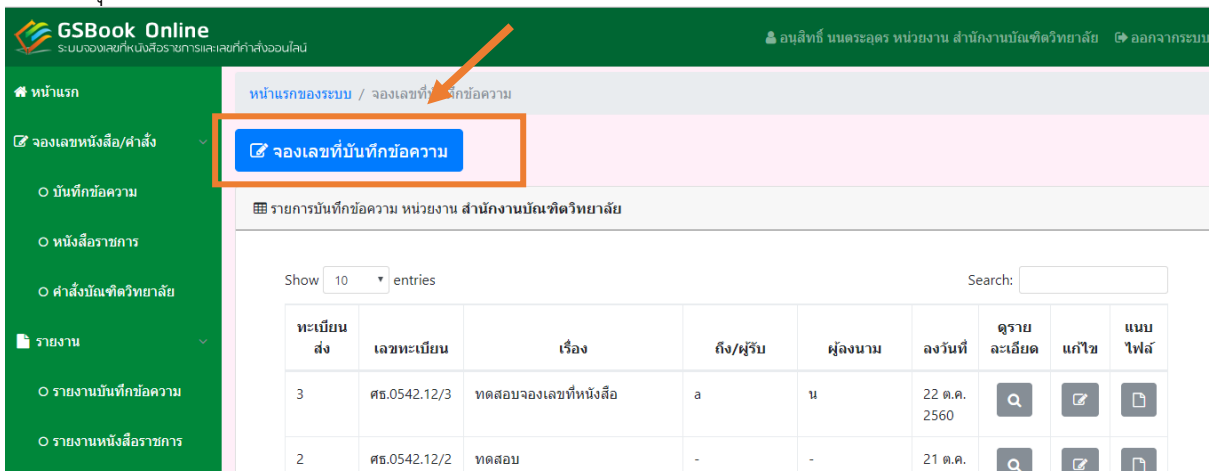 GSBook Online
ระบบจองเลขที่หนังสือราชการและเลขที่คำสั่งออนไลน์
อนุสิทธิ์ นนตระอุดร หน่วยงาน สำนักงานบัณฑิตวิทยาลัย ออกจากระบบ
หน้าแรก
หน้าแรกของระบบ / จองเลขที่บันทึกข้อความ
จองเลขหนังสือ/คำสั่ง
จองเลขที่บันทึกข้อความ
บันทึกข้อความ
รายการบันทึกข้อความ หน่วยงาน สำนักงานบัณฑิตวิทยาลัย
หนังสือราชการ
Show 10 entries Search:
คำสั่งบัณฑิตวิทยาลัย
ทะเบียนส่ง เลขทะเบียน เรื่อง ถึง/ผู้รับ ผู้ลงนาม ลงวันที่ ดูรายละเอียด แก้ไข แนบไฟล์
รายงาน
รายงานบันทึกข้อความ
3 ศธ.0542.12/3 ทดสอบจองเลขที่หนังสือ a น 22 ต.ค. 2560
รายงานหนังสือราชการ
2 ศธ.0542.12/2 ทดสอบ - - 21 ต.ค.